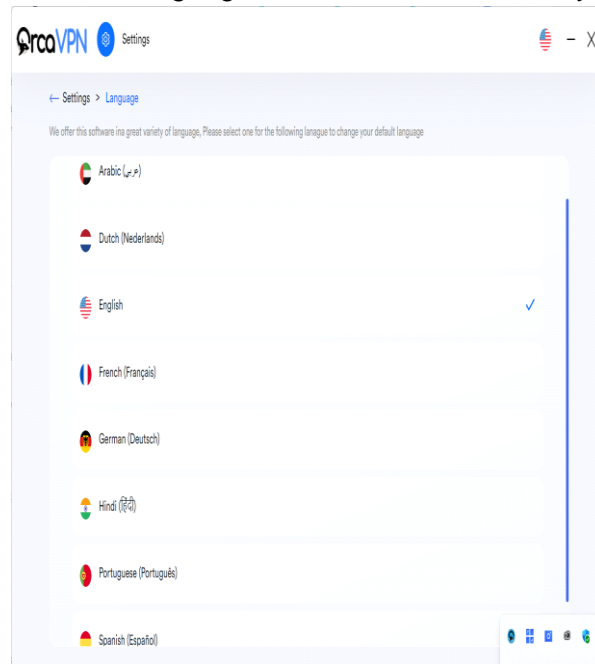 OrcaVPN Settings
← Settings > Language
We offer this software ina great variety of language, Please select one for the following lanague to change your default language
Arabic (عربي)
Dutch (Nederlands)
English
French (Français)
German (Deutsch)
Hindi (हिंदी)
Portuguese (Português)
Spanish (Español)